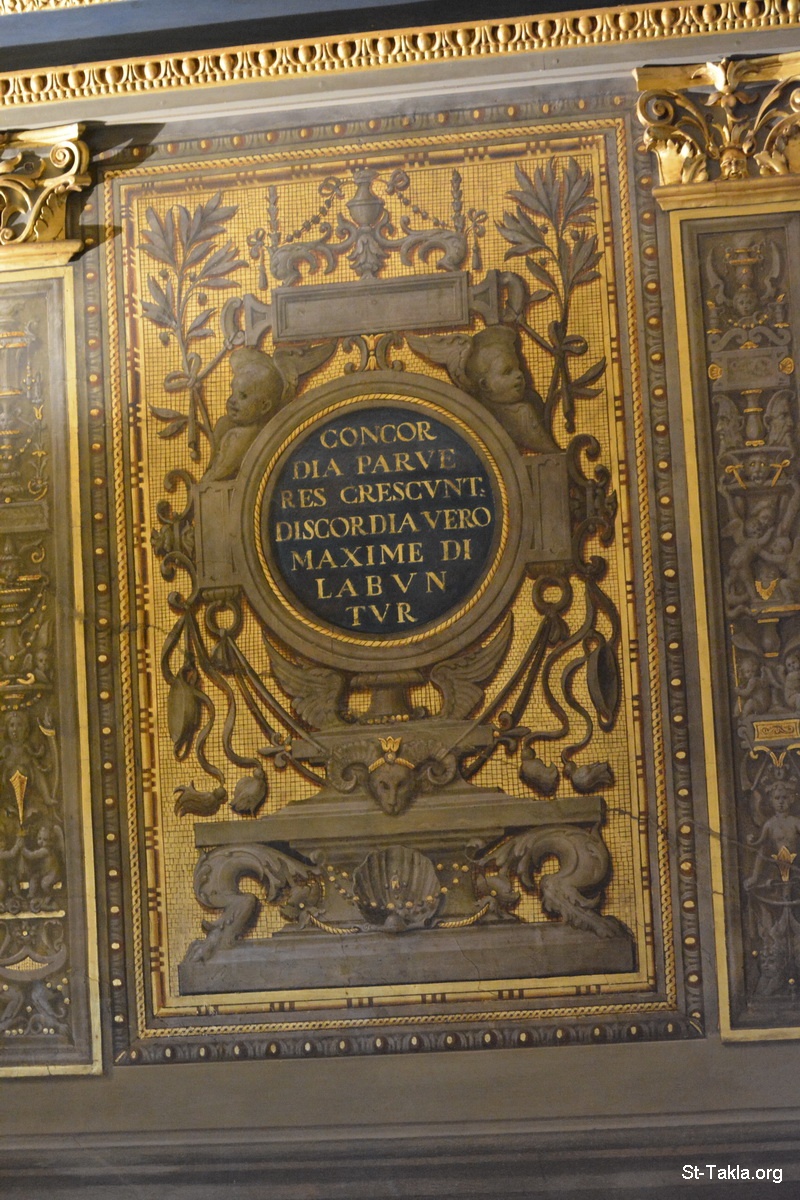 CONCOR
DIA PARVE
RES CRESCVNT:
DISCORDIA VERO
MAXIME DI
LABVN
TVR
St-Takla.org